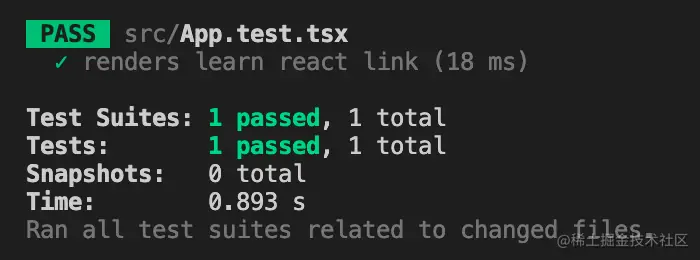 PASS src/App.test.tsx
✓ renders learn react link (18 ms)
Test Suites: 1 passed, 1 total
Tests: 1 passed, 1 total
Snapshots: 0 total
Time: 0.893 s
Ran all test suites related to changed files.
@稀土掘金技术社区